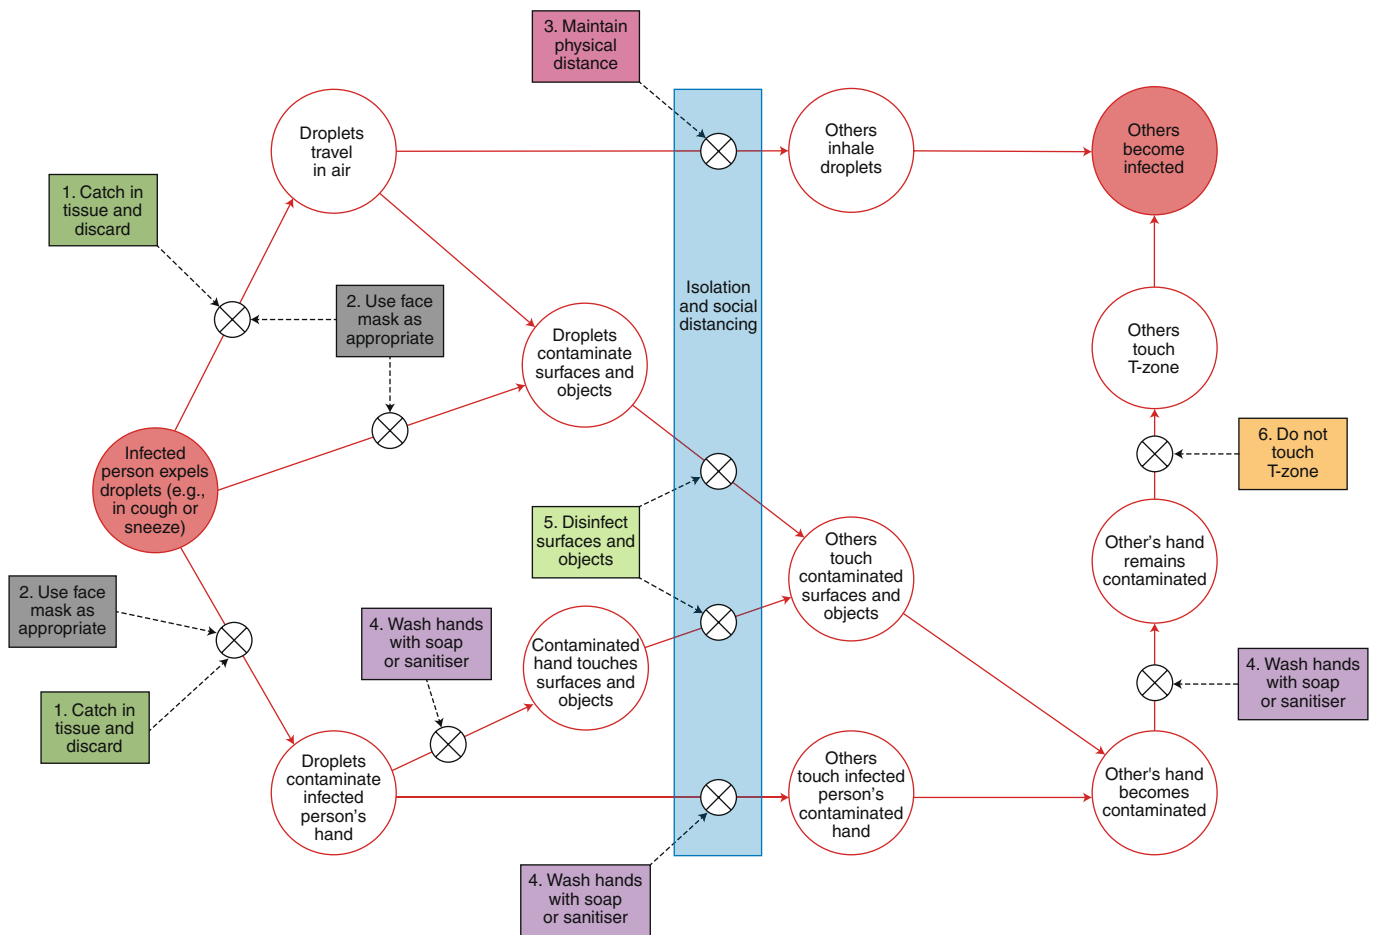 3. Maintain
physical
distance
Droplets
travel
in air
Others
inhale
droplets
Others
become
infected
1. Catch in
tissue and
discard
2. Use face
mask as
appropriate
Isolation
and social
distancing
Droplets
contaminate
surfaces and
objects
Others
touch
T-zone
Infected
person expels
droplets (e.g.,
in cough or
sneeze)
6. Do not
touch
T-zone
5. Disinfect
surfaces and
objects
Others
touch
contaminated
surfaces and
objects
Other's hand
remains
contaminated
2. Use face
mask as
appropriate
4. Wash hands
with soap
or sanitiser
Contaminated
hand touches
surfaces and
objects
4. Wash hands
with soap
or sanitiser
1. Catch in
tissue and
discard
Droplets
contaminate
infected
person's
hand
Others
touch infected
person's
contaminated
hand
Other's hand
becomes
contaminated
4. Wash hands
with soap
or sanitiser